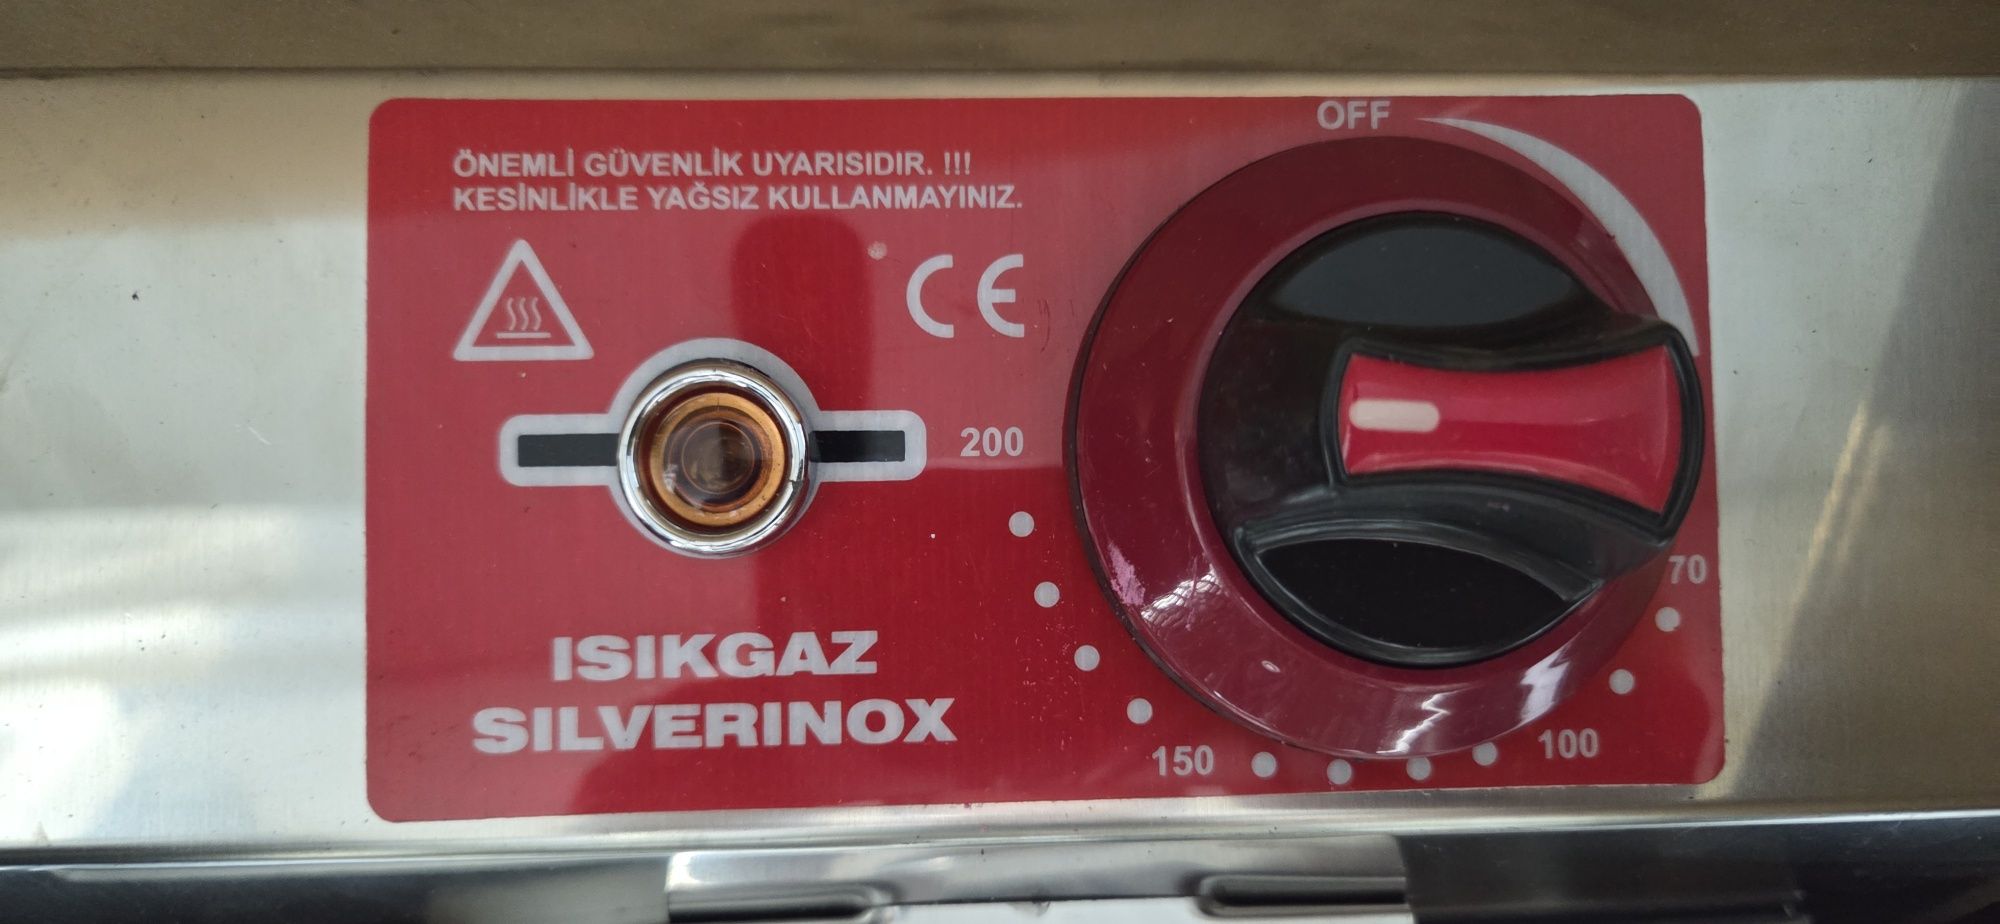 OFF
ÖNEMLİ GÜVENLİK UYARISIDIR. !!!
KESİNLİKLE YAĞSIZ KULLANMAYINIZ.
CE
200
70
ISIKGAZ
SILVERINOX
150
100